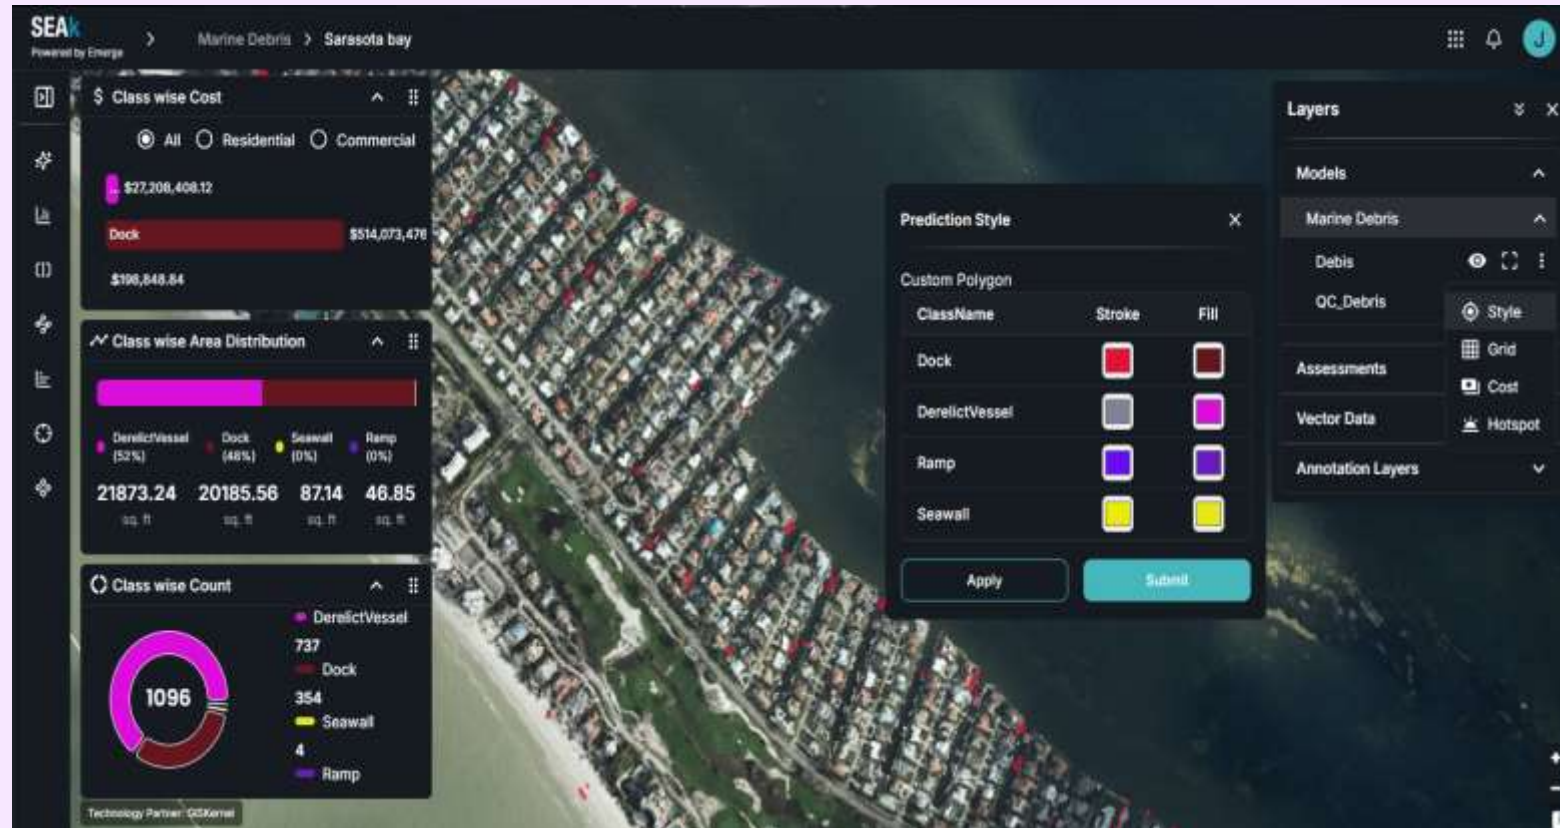 SEAk
Powered by Emerge
Marine Debris > Sarasota bay
J
$ Class wise Cost
All Residential Commercial
... $27,208,408.12
Dock $514,073,476
$198,848.84
Class wise Area Distribution
DerelictVessel (52%) Dock (48%) Seawall (0%) Ramp (0%)
21873.24 20185.56 87.14 46.85
sq. ft sq. ft sq. ft sq. ft
Class wise Count
1096
DerelictVessel
737
Dock
354
Seawall
4
Ramp
Technology Partner: GISKernel
Prediction Style
Custom Polygon
ClassName Stroke Fill
Dock
DerelictVessel
Ramp
Seawall
Apply Submit
Layers
Models
Marine Debris
Debis
QC_Debris
Style
Grid
Cost
Hotspot
Assessments
Vector Data
Annotation Layers